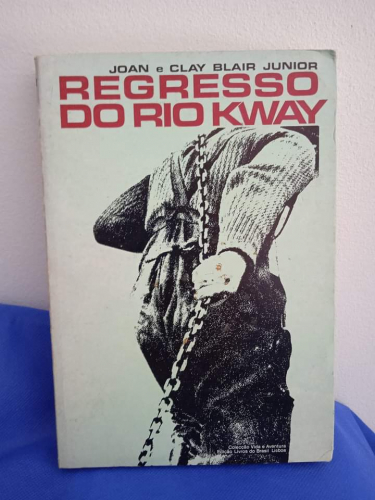 JOAN e CLAY BLAIR JUNIOR
REGRESSO
DO RIO KWAY
Colecção Vida e Aventura
Edição Livros do Brasil Lisboa